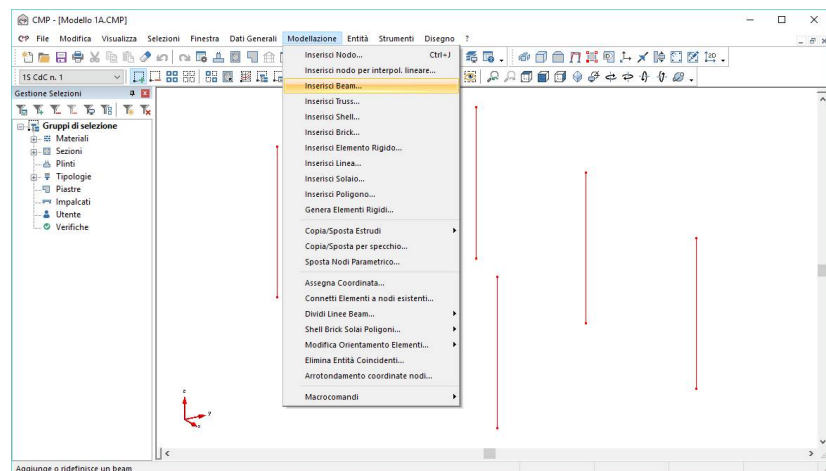 CMP - [Modello 1A.CMP]
File Modifica Visualizza Selezioni Finestra Dati Generali Modellazione Entità Strumenti Disegno ?
1S CdC n. 1
Gestione Selezioni
Gruppi di selezione
Materiali
Sezioni
Plinti
Tipologie
Piastre
Impalcati
Utente
Verifiche
Inserisci Nodo... Ctrl+J
Inserisci nodo per interpol. lineare...
Inserisci Beam...
Inserisci Truss...
Inserisci Shell...
Inserisci Brick...
Inserisci Elemento Rigido...
Inserisci Linea...
Inserisci Solaio...
Inserisci Poligono...
Genera Elementi Rigidi...
Copia/Sposta Estrudi
Copia/Sposta per specchio...
Sposta Nodi Parametrico...
Assegna Coordinata...
Connetti Elementi a nodi esistenti...
Dividi Linee Beam...
Shell Brick Solai Poligoni...
Modifica Orientamento Elementi...
Elimina Entità Coincidenti...
Arrotondamento coordinate nodi...
Macrocomandi
Aggiunge o ridefinisce un beam